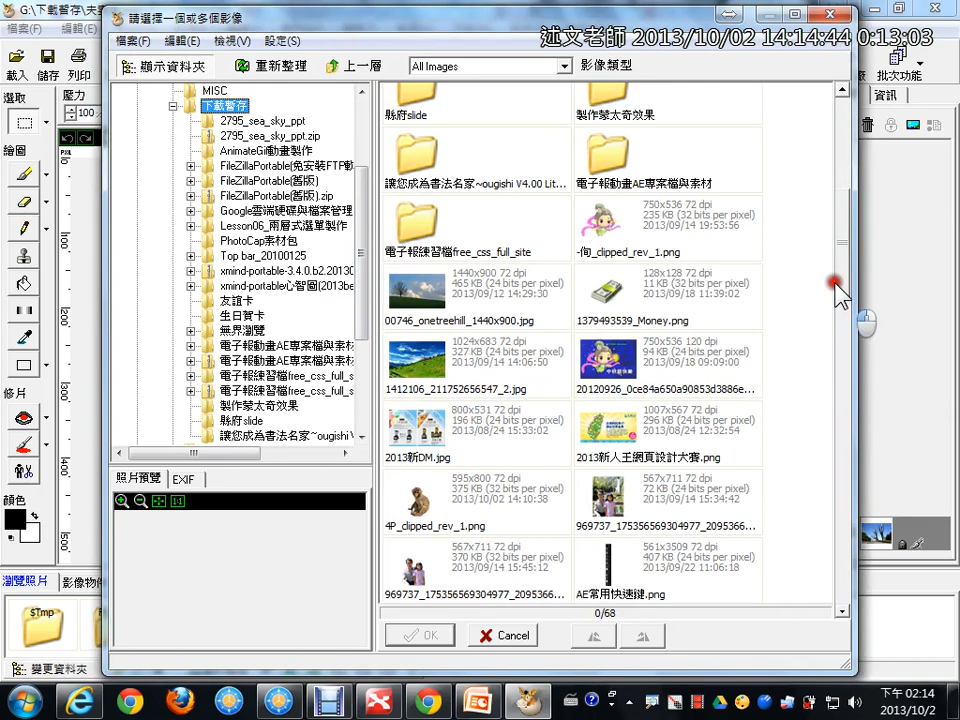 G:\下載暫存\夫妻
檔案(F) 編輯(E)
載入 儲存 列印
批次功能
選取
壓力
100
資訊
繪圖
修片
顏色
瀏覽照片 影像物件
$Tmp
變更資料夾
請選擇一個或多個影像
述文老師 2013/10/02 14:14:44 0:13:03
檔案(F) 編輯(E) 檢視(V) 設定(S)
顯示資料夾 重新整理 上一層 All Images 影像類型
MISC
下載暫存
2795_sea_sky_ppt
2795_sea_sky_ppt.zip
AnimateGif動畫製作
FileZillaPortable(免安裝FTP軟
FileZillaPortable(舊版)
FileZillaPortable(舊版).zip
Google雲端硬碟與檔案管理
Lesson06_兩層式選單製作
PhotoCap素材包
Top bar_20100125
xmind-portable-3.4.0.b2.20130
xmind-portable心智圖(2013be
友誼卡
生日賀卡
無界瀏覽
電子報動畫AE專案檔與素材
電子報動畫AE專案檔與素材
電子報練習檔free_css_full_s
電子報練習檔free_css_full_s
製作蒙太奇效果
縣府slide
讓您成為書法名家~ougishi V
照片預覽 EXIF
縣府slide
製作蒙太奇效果
讓您成為書法名家~ougishi V4.00 Lit...
電子報動畫AE專案檔與素材
電子報練習檔free_css_full_site
750x536 72 dpi
235 KB (32 bits per pixel)
2013/09/14 19:53:56
-恂_clipped_rev_1.png
1440x900 72 dpi
465 KB (24 bits per pixel)
2013/09/12 14:29:30
00746_onetreehill_1440x900.jpg
128x128 72 dpi
11 KB (32 bits per pixel)
2013/09/18 11:39:02
1379493539_Money.png
1024x683 72 dpi
327 KB (24 bits per pixel)
2013/09/14 14:06:50
1412106_211752656547_2.jpg
750x536 120 dpi
94 KB (24 bits per pixel)
2013/09/18 09:09:00
20120926_0ce84a650a90853d3886e...
800x531 72 dpi
296 KB (24 bits per pixel)
2013/08/24 15:33:02
2013新DM.jpg
1007x567 72 dpi
296 KB (24 bits per pixel)
2013/08/24 12:32:54
2013新人王網頁設計大賽.png
595x800 72 dpi
375 KB (32 bits per pixel)
2013/10/02 14:10:38
4P_clipped_rev_1.png
567x711 72 dpi
72 KB (24 bits per pixel)
2013/09/14 15:34:42
969737_175356569304977_2095366...
567x711 72 dpi
370 KB (32 bits per pixel)
2013/09/14 15:45:12
969737_175356569304977_2095366...
561x3509 72 dpi
407 KB (24 bits per pixel)
2013/09/22 11:06:18
AE常用快速鍵.png
0/68
OK Cancel
下午 02:14
2013/10/2